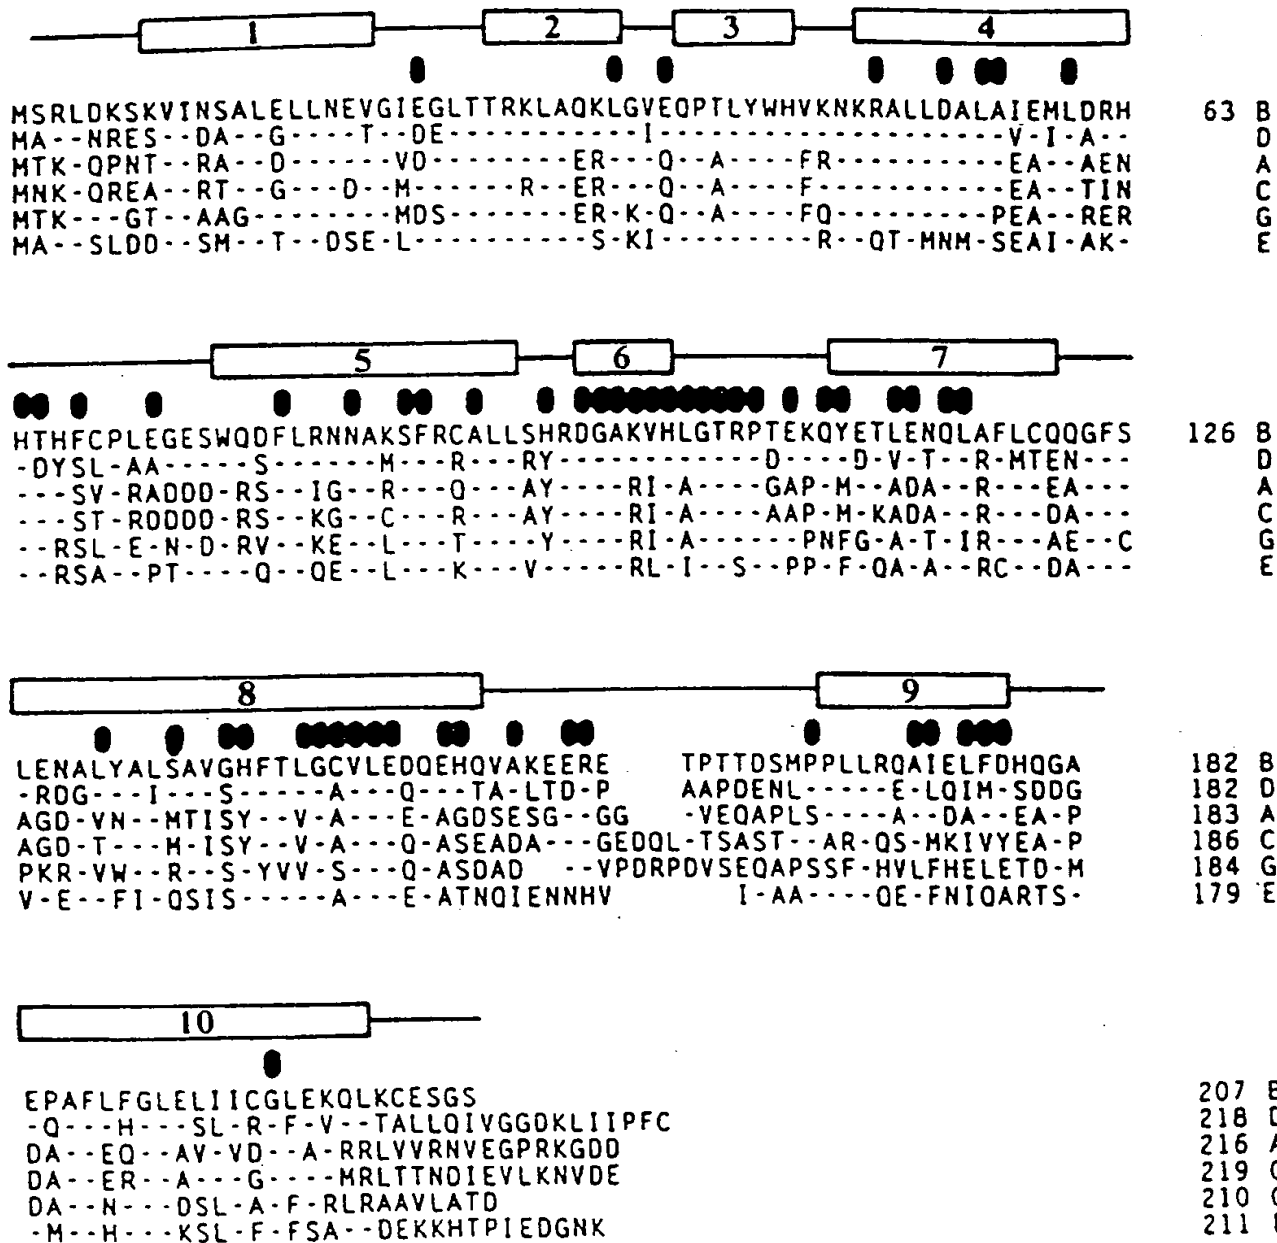 1 2 3 4
MSRLDKSKVINSALELLNEVGIEGLTTRKLAQKLGVEQPTLYWHVKNKRALLDALAIEMLDRH 63 B
MA--NRES--DA--G----T--DE-----------I--------------------V-I-A-- D
MTK-QPNT--RA--D------VD--------ER--Q--A----FR----------EA--AEN A
MNK-QREA--RT--G---D--M------R--ER--Q--A----F-----------EA--TIN C
MTK---GT--AAG--------MDS-------ER-K-Q--A----FQ--------PEA--RER G
MA--SLDD--SM--T--DSE-L----------S-KI---------R--QT-MNM-SEAI-AK- E
5 6 7
HTHFCPLEGESWQDFLRNNAKSFRCALLSHRDGAKVHLGTRPTEKQYETLENQLAFLCQQGFS 126 B
-DYSL-AA-----S------M---R---RY-----------D----D-V-T--R-MTEN--- D
---SV-RADDD-RS--IG--R---Q---AY----RI-A----GAP-M--ADA--R---EA--- A
---ST-RDDDD-RS--KG--C---R---AY----RI-A----AAP-M-KADA--R---DA--- C
--RSL-E-N-D-RV--KE--L---T----Y----RI-A------PNFG-A-T-IR---AE--C G
--RSA--PT----Q--QE--L---K---V-----RL-I--S--PP-F-QA-A--RC--DA--- E
8 9
LENALYALSAVGHFTLGCVLEDQEHQVAKEERE TPTTDSMPPLLRQAIELFDHQGA 182 B
-RDG---I---S-----A---Q---TA-LTD-P AAPDENL-----E-LQIM-SDDG 182 D
AGD-VN--MTISY--V-A---E-AGDSESG--GG -VEQAPLS----A--DA--EA-P 183 A
AGD-T---M-ISY--V-A---Q-ASEADA---GEDQL-TSAST--AR-QS-MKIVYEA-P 186 C
PKR-VW--R--S-YVV-S---Q-ASDAD --VPDRPDVSEQAPSSF-HVLFHELETD-M 184 G
V-E--FI-QSIS-----A---E-ATNQIENNHV I-AA----QE-FNIQARTS- 179 E
10
EPAFLFGLELIICGLEKQLKCESGS 207 B
-Q---H---SL-R-F-V--TALLQIVGGDKLIIPFC 218 D
DA--EQ--AV-VD--A-RRLVVRNVEGPRKGDD 216 A
DA--ER--A---G----MRLTTNDIEVLKNVDE 219 C
DA--N---DSL-A-F-RLRAAVLATD 210 G
-M--H---KSL-F-FSA--DEKKHTPIEDGNK 211 E